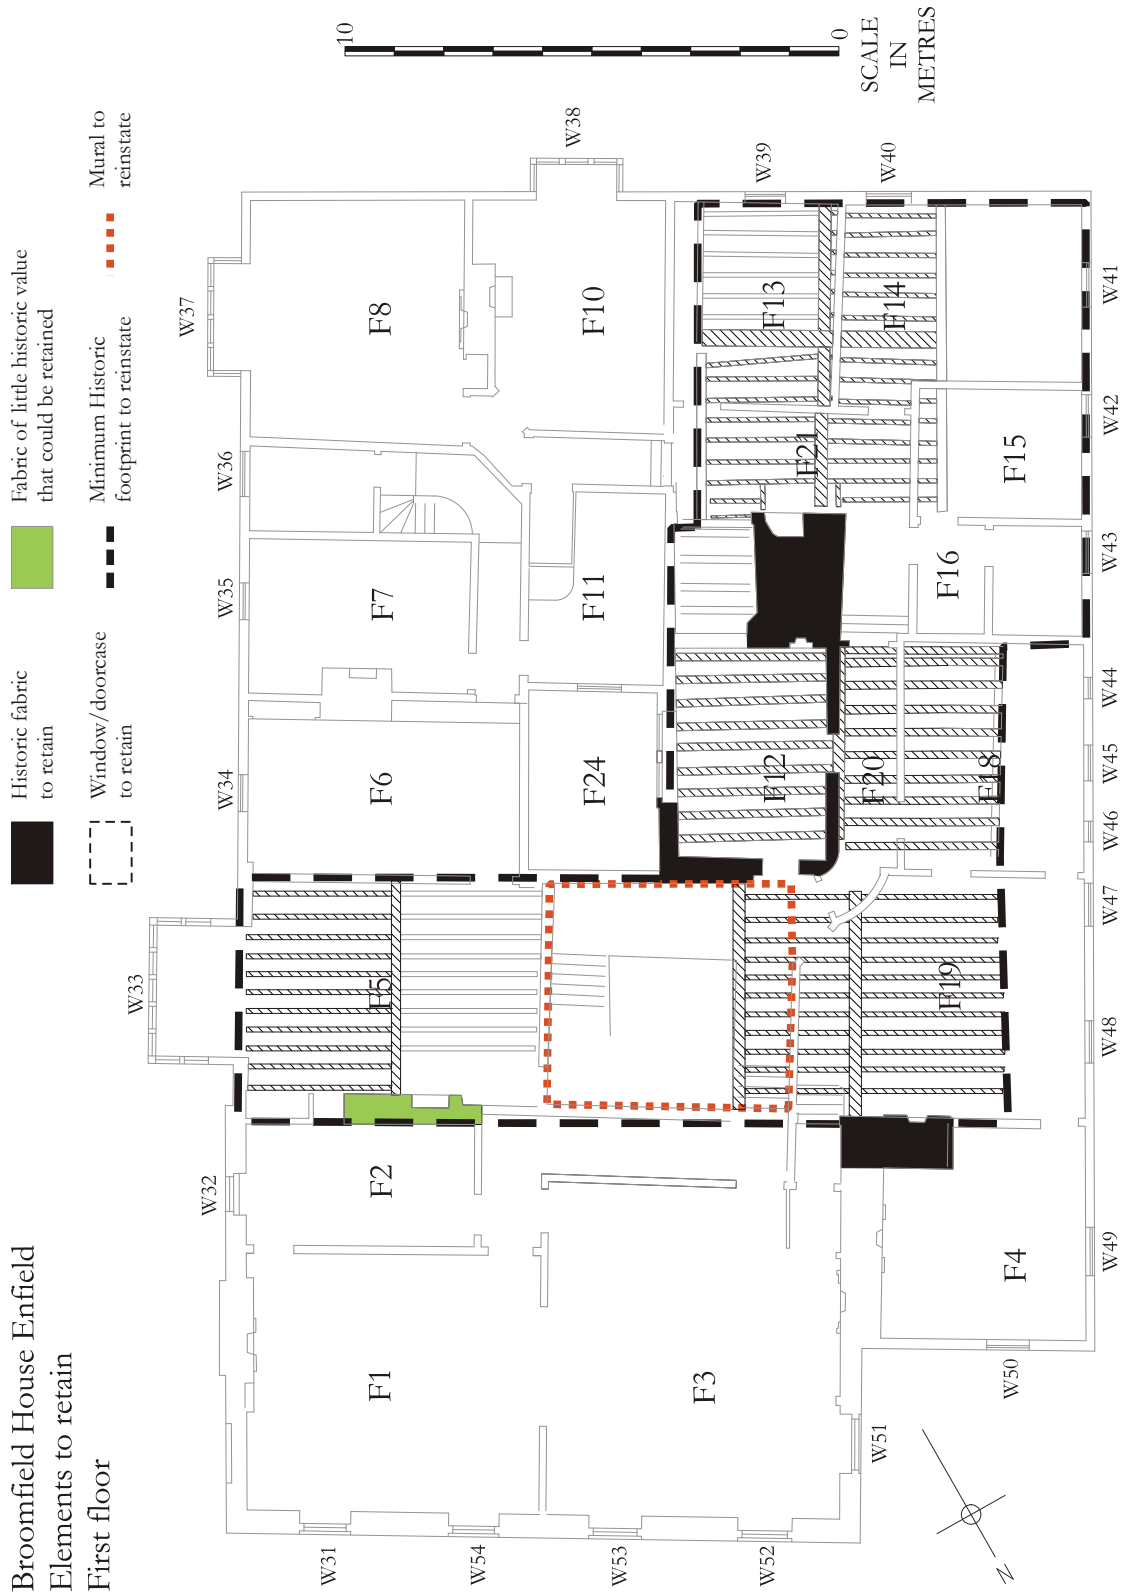 Broomfield House Enfield
Elements to retain
First floor
Historic fabric
to retain
Fabric of little historic value
that could be retained
Window/doorcase
to retain
Minimum Historic
footprint to reinstate
Mural to
reinstate
W31
W32
W33
W34
W35
W36
W37
W38
W39
W40
W41
W42
W43
W44
W45
W46
W47
W48
W49
W50
W51
W52
W53
W54
F1
F2
F3
F4
F5
F6
F7
F8
F10
F11
F12
F13
F14
F15
F16
F18
F19
F20
F21
F24
10
0
SCALE
IN
METRES
N